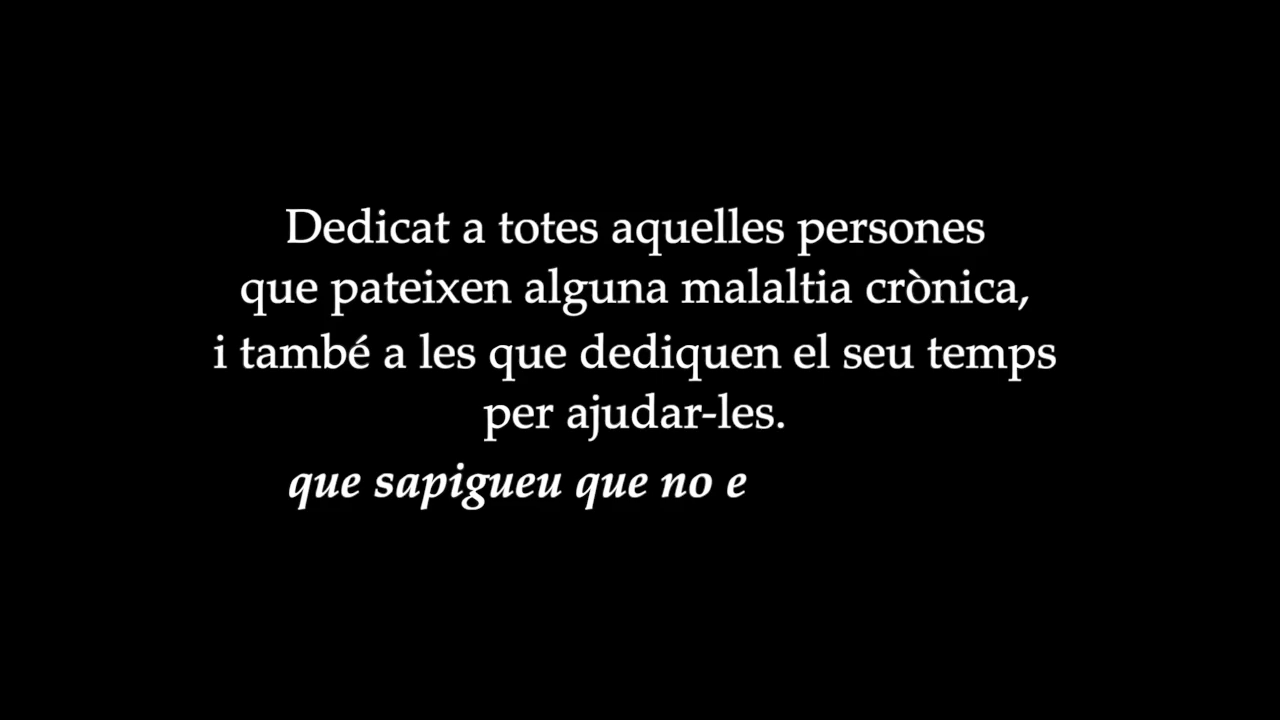 Dedicat a totes aquelles persones
que pateixen alguna malaltia crònica,
i també a les que dediquen el seu temps
per ajudar-les.
que sapigueu que no e